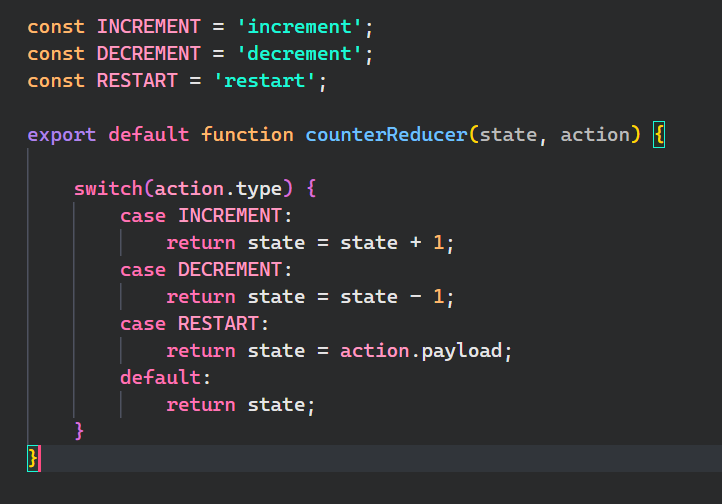 const INCREMENT = 'increment';
const DECREMENT = 'decrement';
const RESTART = 'restart';
export default function counterReducer(state, action) {
switch(action.type) {
case INCREMENT:
return state = state + 1;
case DECREMENT:
return state = state - 1;
case RESTART:
return state = action.payload;
default:
return state;
}
}